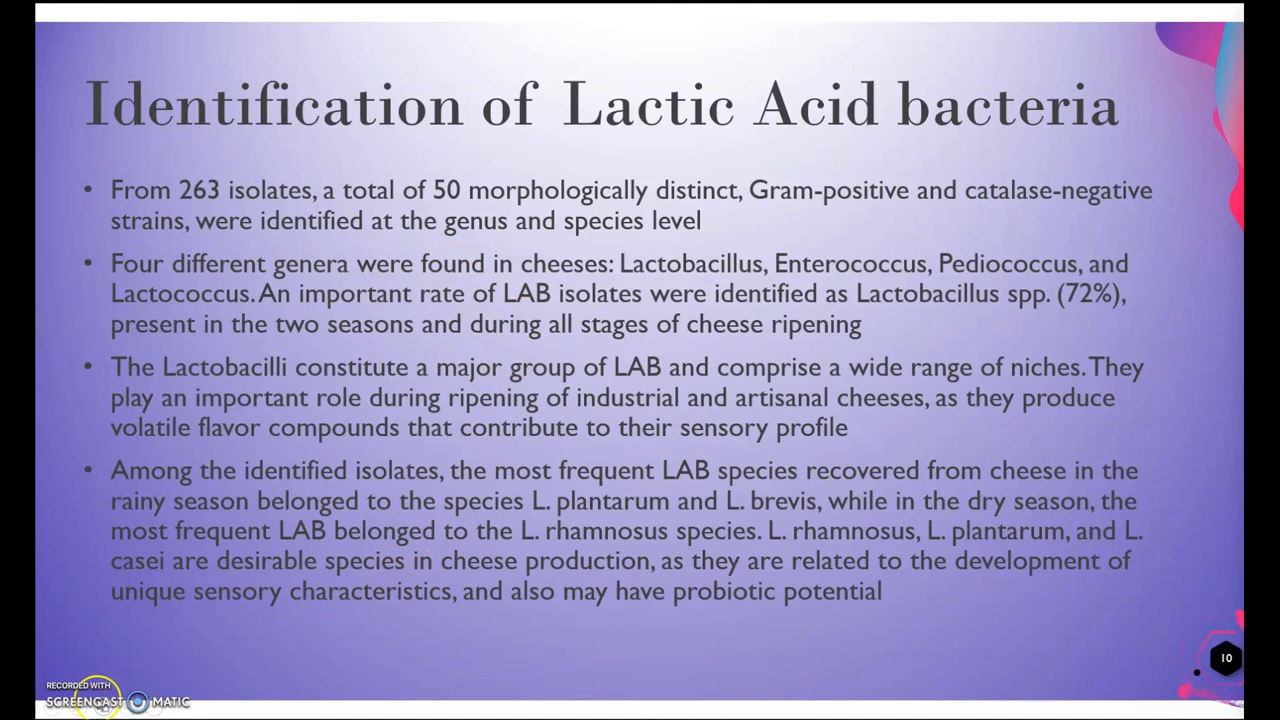 Identification of Lactic Acid bacteria
• From 263 isolates, a total of 50 morphologically distinct, Gram-positive and catalase-negative
strains, were identified at the genus and species level
• Four different genera were found in cheeses: Lactobacillus, Enterococcus, Pediococcus, and
Lactococcus. An important rate of LAB isolates were identified as Lactobacillus spp. (72%),
present in the two seasons and during all stages of cheese ripening
• The Lactobacilli constitute a major group of LAB and comprise a wide range of niches. They
play an important role during ripening of industrial and artisanal cheeses, as they produce
volatile flavor compounds that contribute to their sensory profile
• Among the identified isolates, the most frequent LAB species recovered from cheese in the
rainy season belonged to the species L. plantarum and L. brevis, while in the dry season, the
most frequent LAB belonged to the L. rhamnosus species. L. rhamnosus, L. plantarum, and L.
casei are desirable species in cheese production, as they are related to the development of
unique sensory characteristics, and also may have probiotic potential
10
RECORDED WITH
SCREENCAST MATIC